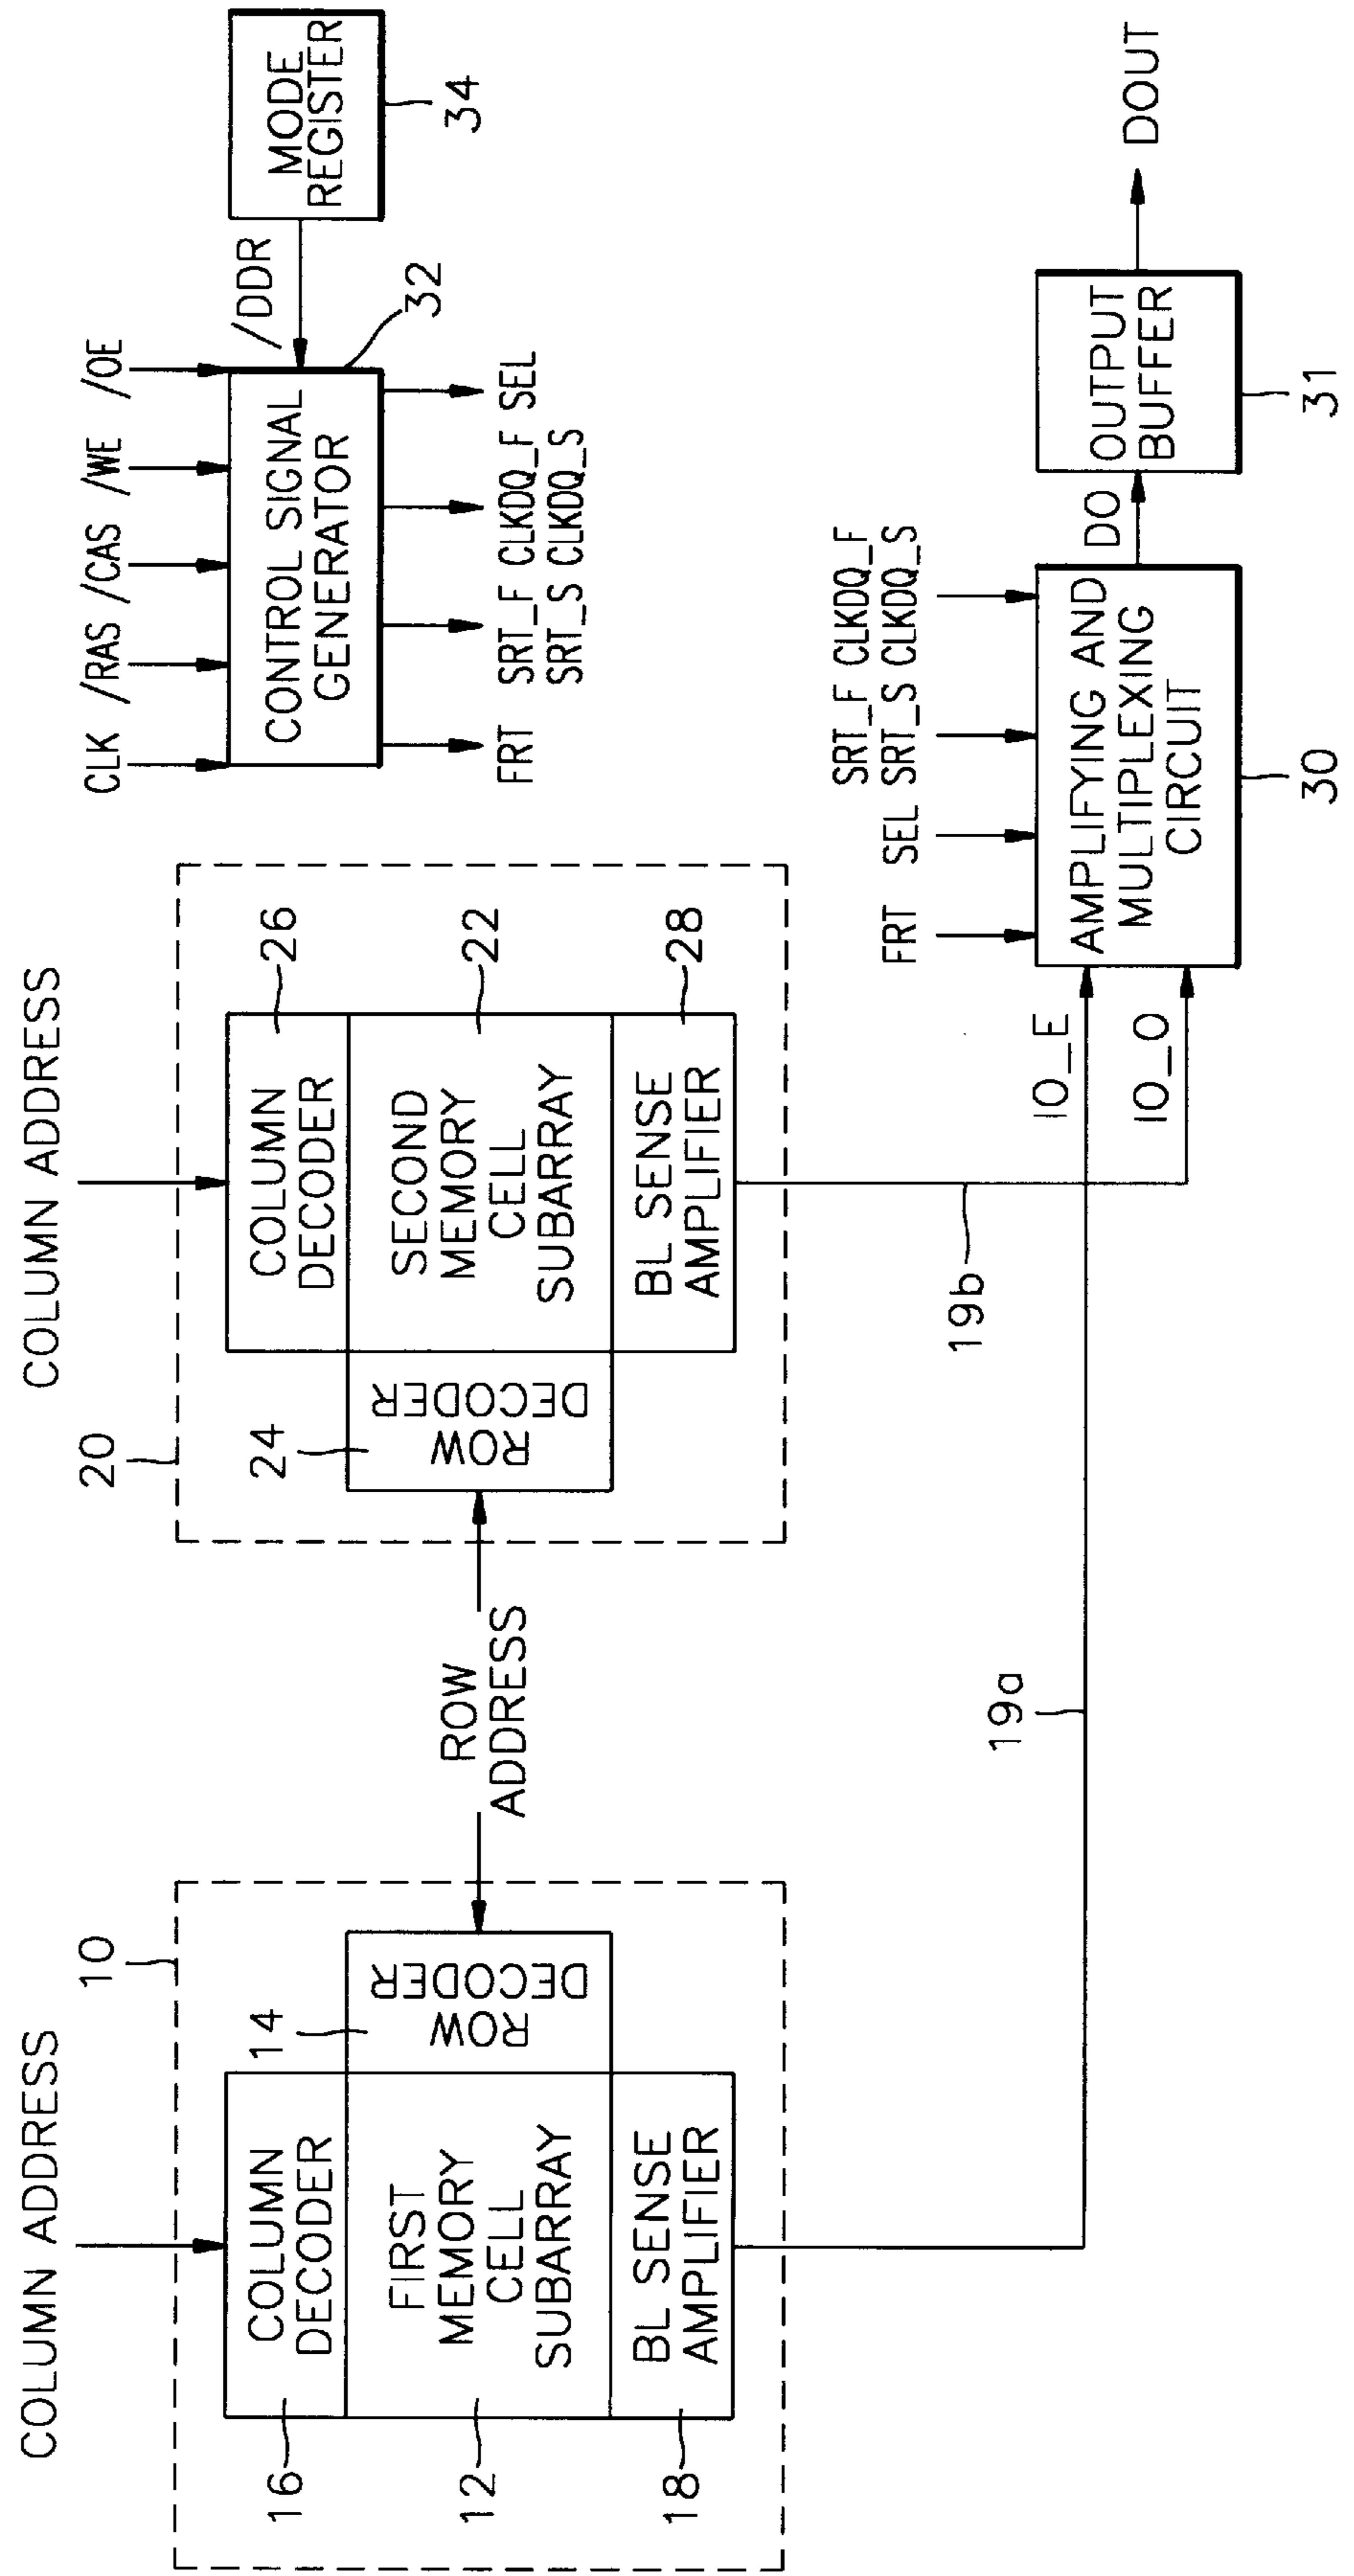 COLUMN ADDRESS
10
16
COLUMN
DECODER
14
ROW
DECODER
12
FIRST
MEMORY
CELL
SUBARRAY
18
BL SENSE
AMPLIFIER
ROW
ADDRESS
COLUMN ADDRESS
20
COLUMN
DECODER
26
24
ROW
DECODER
SECOND
MEMORY
CELL
SUBARRAY
22
BL SENSE
AMPLIFIER
28
CLK /RAS /CAS /WE /OE
CONTROL SIGNAL
GENERATOR
32
/DDR
MODE
REGISTER
34
FRT SRT_F CLKDQ_F SEL
SRT_S CLKDQ_S
19a
19b
IO_E
IO_O
SRT_F CLKDQ_F
FRT SEL SRT_S CLKDQ_S
AMPLIFYING AND
MULTIPLEXING
CIRCUIT
30
DO
OUTPUT
BUFFER
31
DOUT